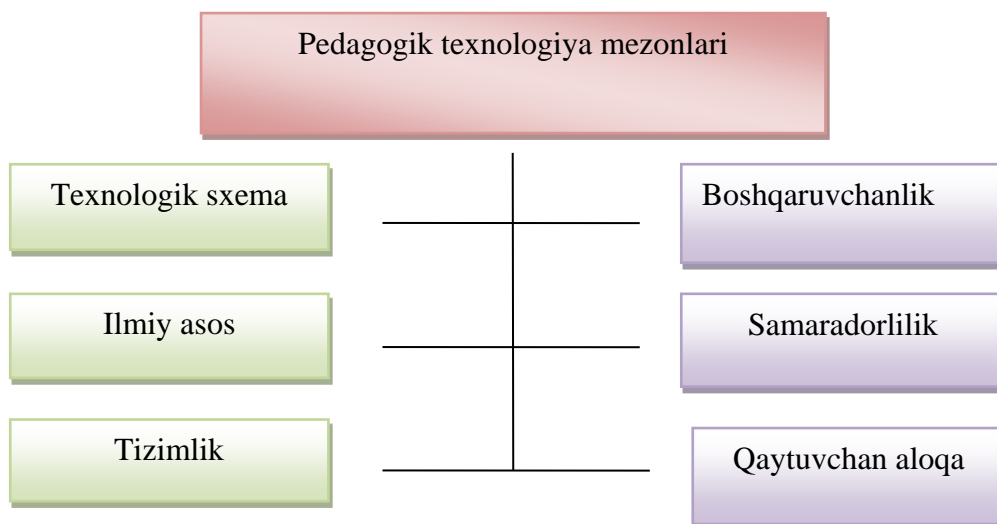 Pedagogik texnologiya mezonlari
Texnologik sxema
Boshqaruvchanlik
Ilmiy asos
Samaradorlilik
Tizimlik
Qaytuvchan aloqa